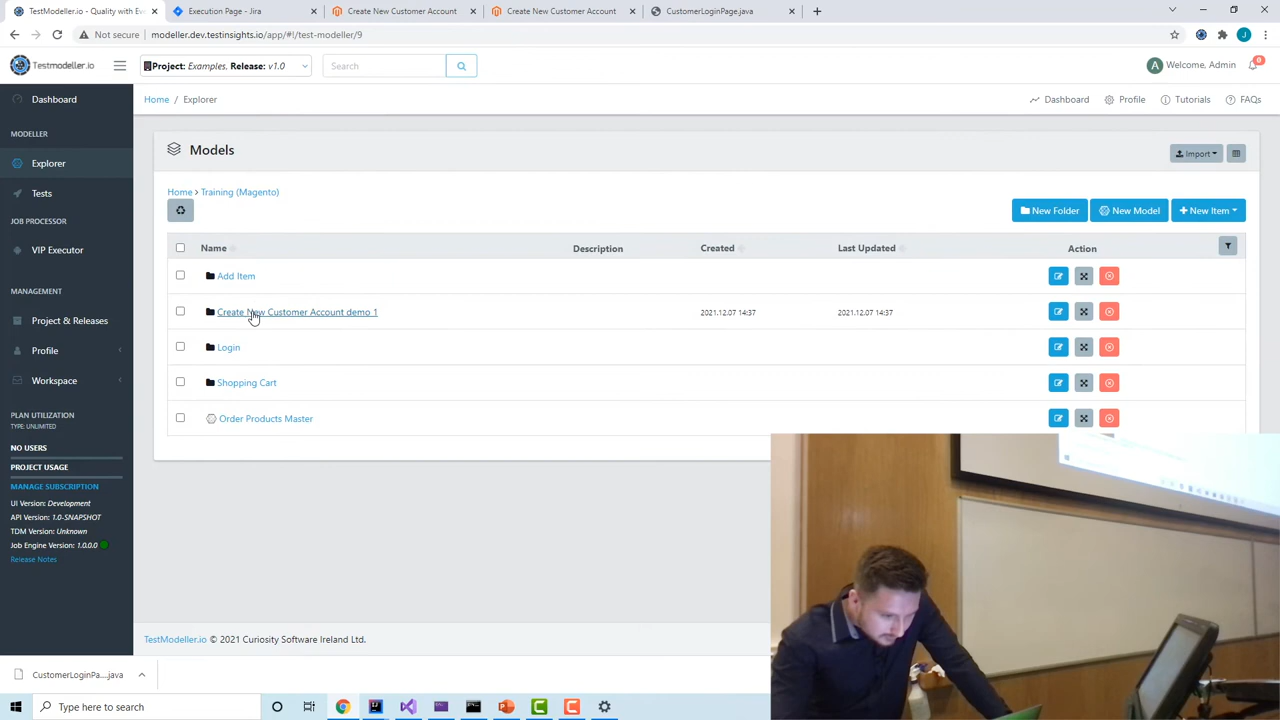 TestModeller.io - Quality with Eve
Execution Page - Jira
Create New Customer Account
Create New Customer Account
CustomerLoginPage.java
Not secure
modeller.dev.testinsights.io/app/#!/test-modeller/9
Testmodeller.io
Project: Examples. Release: v1.0
Search
Welcome, Admin
0
Dashboard
Home / Explorer
Dashboard
Profile
Tutorials
FAQs
MODELLER
Explorer
Tests
JOB PROCESSOR
VIP Executor
MANAGEMENT
Project & Releases
Profile
Workspace
PLAN UTILIZATION
TYPE: UNLIMITED
NO USERS
PROJECT USAGE
MANAGE SUBSCRIPTION
UI Version: Development
API Version: 1.0-SNAPSHOT
TDM Version: Unknown
Job Engine Version: 1.0.0.0
Release Notes
Models
Import
Home > Training (Magento)
New Folder
New Model
New Item
Name
Description
Created
Last Updated
Action
Add Item
Create New Customer Account demo 1
2021.12.07 14:37
2021.12.07 14:37
Login
Shopping Cart
Order Products Master
TestModeller.io © 2021 Curiosity Software Ireland Ltd.
CustomerLoginPa....java
Type here to search